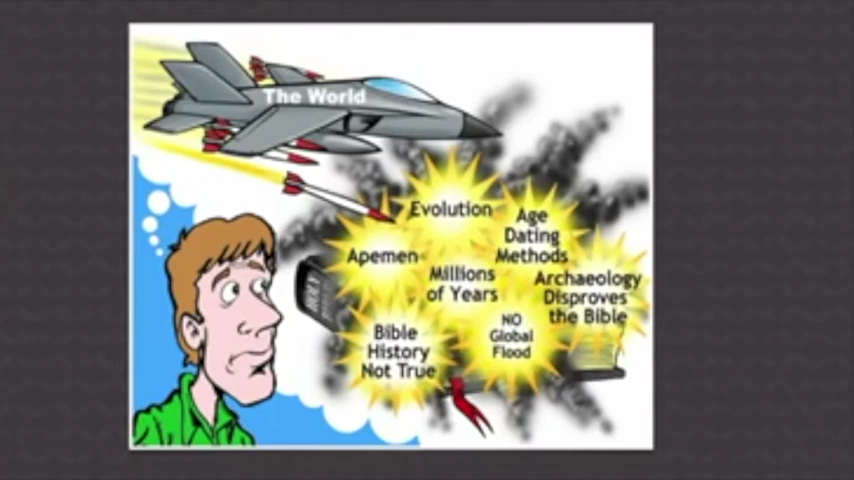 The World
Evolution
Age
Dating
Methods
Apemen
Millions
of Years
Archaeology
Disproves
the Bible
NO
Global
Flood
Bible
History
Not True
HOLY